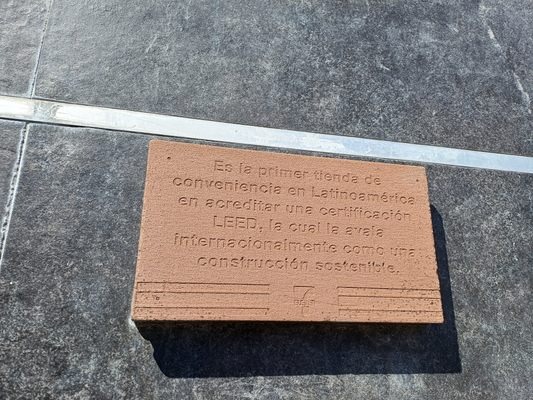 Es la primer tienda de
conveniencia en Latinoamérica
en acreditar una certificación
LEED, la cual la avala
internacionalmente como una
construcción sostenible.